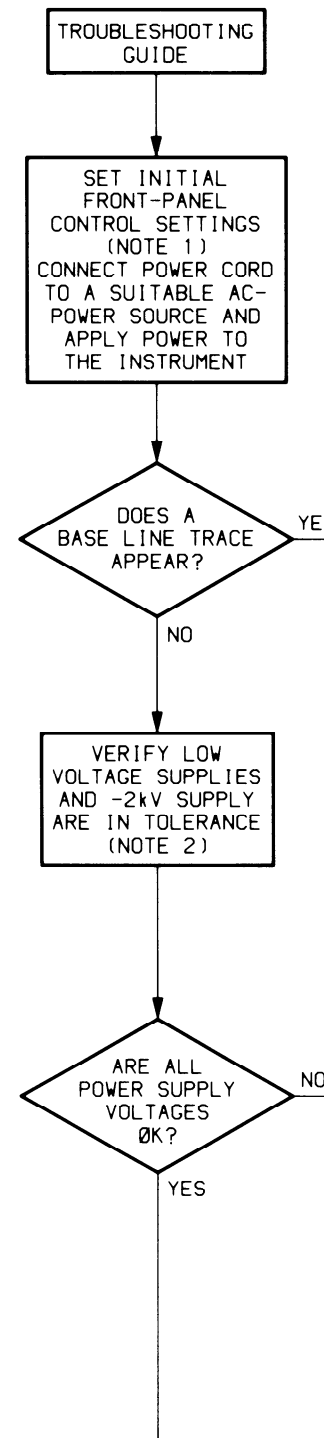 TROUBLESHOOTING
GUIDE
SET INITIAL
FRONT-PANEL
CONTROL SETTINGS
(NOTE 1)
CONNECT POWER CORD
TO A SUITABLE AC-
POWER SOURCE AND
APPLY POWER TO
THE INSTRUMENT
DOES A
BASE LINE TRACE
APPEAR?
YE
NO
VERIFY LOW
VOLTAGE SUPPLIES
AND -2kV SUPPLY
ARE IN TOLERANCE
(NOTE 2)
ARE ALL
POWER SUPPLY
VOLTAGES
ØK?
NO
YES